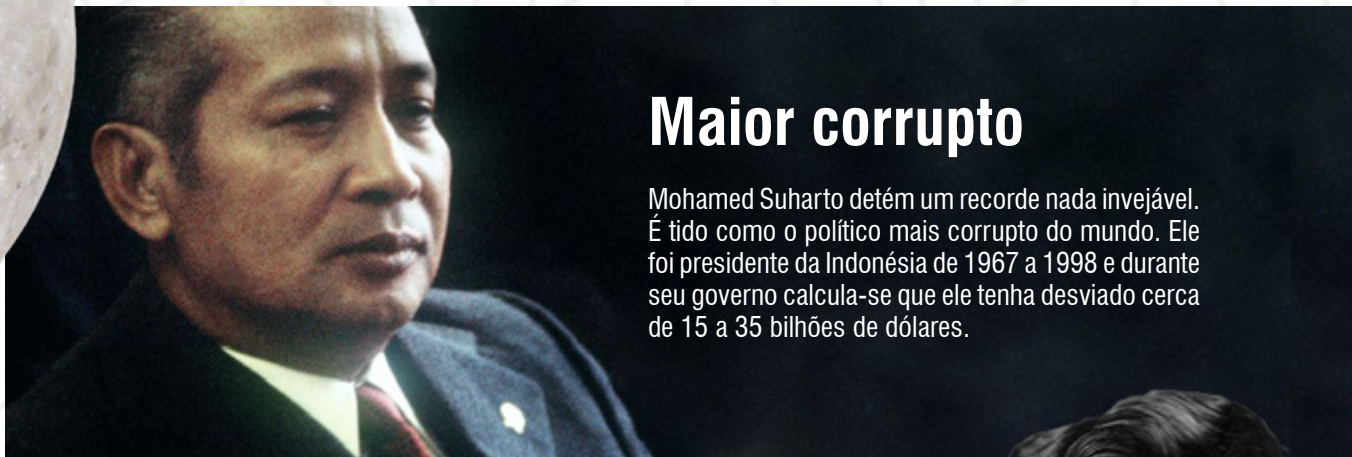 Maior corrupto
Mohamed Suharto detém um recorde nada invejável.
É tido como o político mais corrupto do mundo. Ele
foi presidente da Indonésia de 1967 a 1998 e durante
seu governo calcula-se que ele tenha desviado cerca
de 15 a 35 bilhões de dólares.